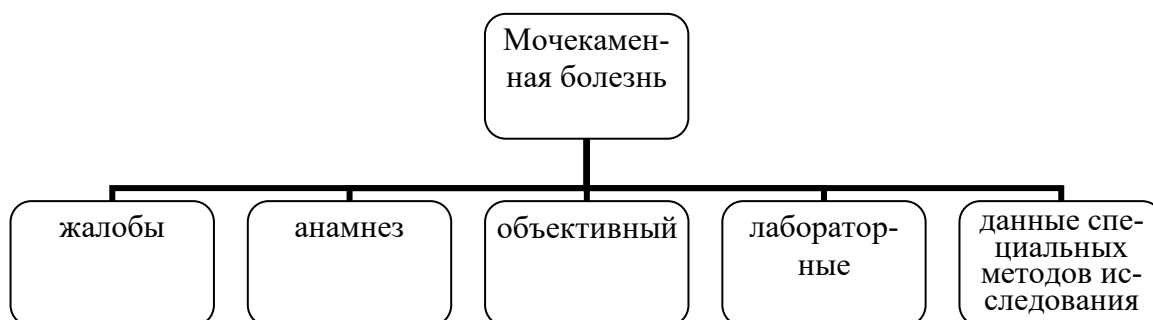 Мочекамен-
ная болезнь
жалобы
анамнез
объективный
лаборатор-
ные
данные спе-
циальных
методов ис-
следования